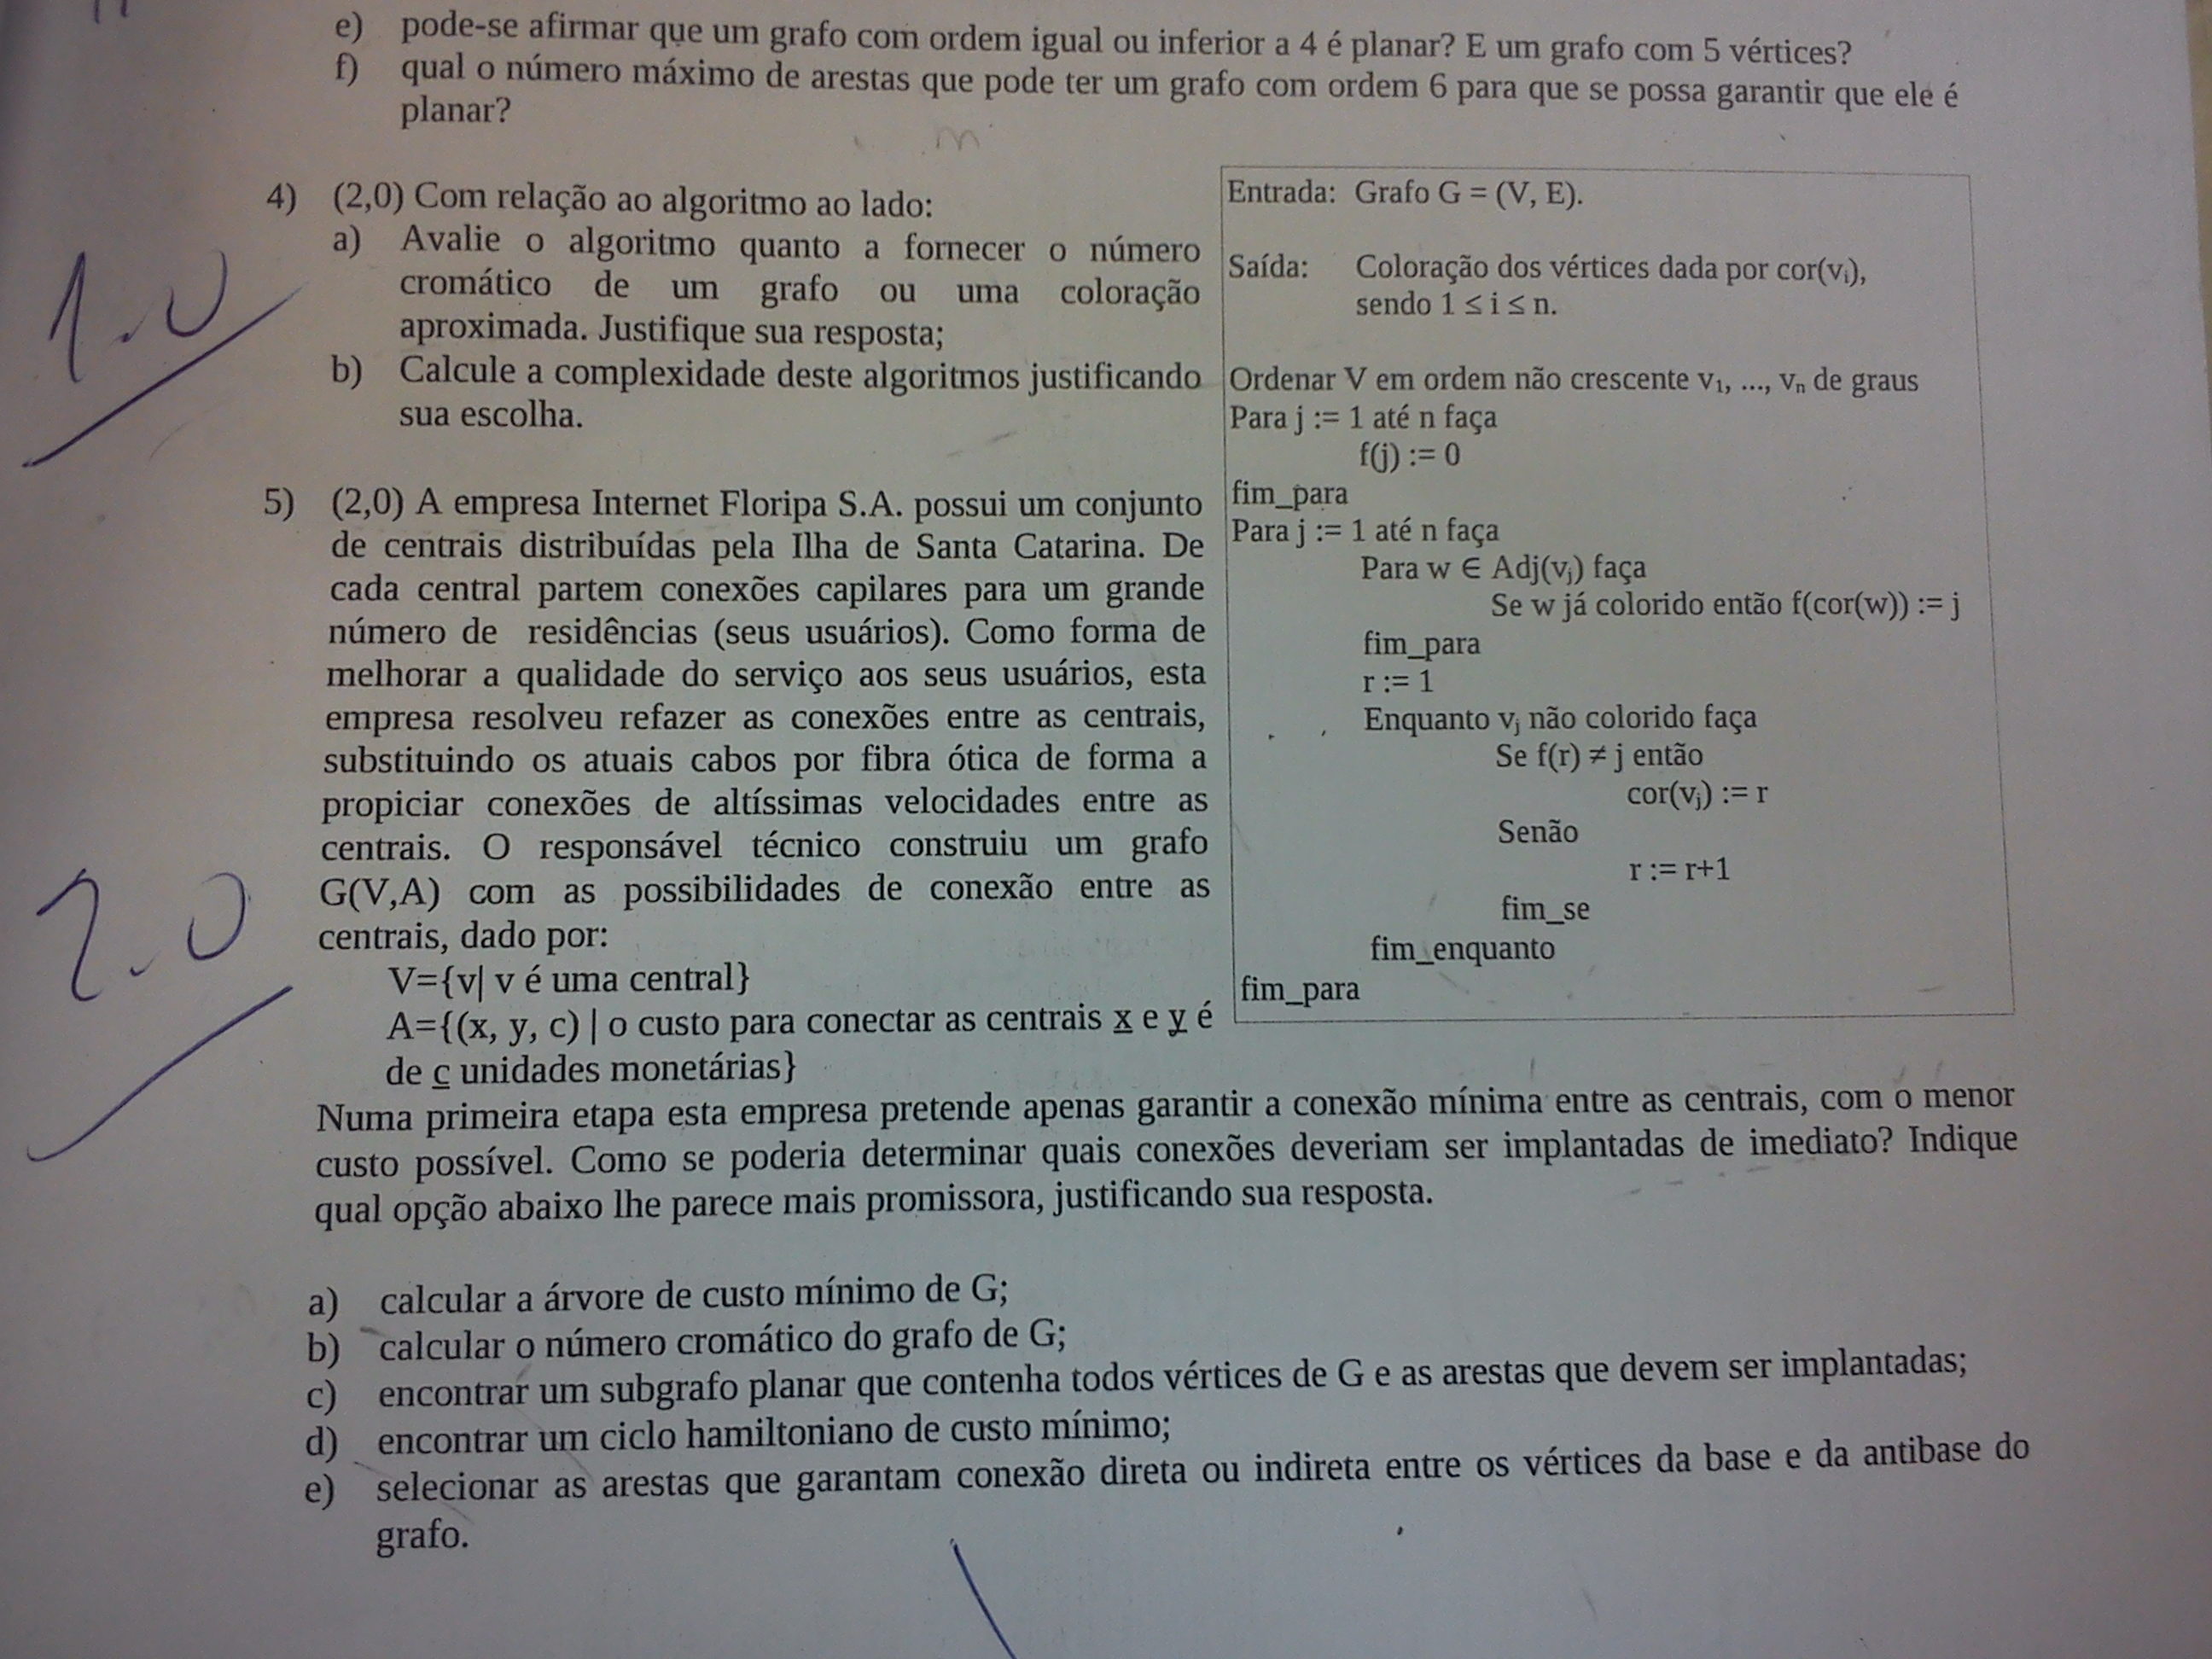 e) pode-se afirmar que um grafo com ordem igual ou inferior a 4 é planar? E um grafo com 5 vértices?
f) qual o número máximo de arestas que pode ter um grafo com ordem 6 para que se possa garantir que ele é
planar?
m
4) (2,0) Com relação ao algoritmo ao lado:
a) Avalie o algoritmo quanto a fornecer o número
cromático de um grafo ou uma coloração
aproximada. Justifique sua resposta;
b) Calcule a complexidade deste algoritmos justificando
sua escolha.
1.0
5) (2,0) A empresa Internet Floripa S.A. possui um conjunto
de centrais distribuídas pela Ilha de Santa Catarina. De
cada central partem conexões capilares para um grande
número de residências (seus usuários). Como forma de
melhorar a qualidade do serviço aos seus usuários, esta
empresa resolveu refazer as conexões entre as centrais,
substituindo os atuais cabos por fibra ótica de forma a
propiciar conexões de altíssimas velocidades entre as
centrais. O responsável técnico construiu um grafo
G(V,A) com as possibilidades de conexão entre as
centrais, dado por:
V={v| v é uma central}
A={(x, y, c) | o custo para conectar as centrais x e y é
de c unidades monetárias}
2.0
Entrada: Grafo G = (V, E).
Saída: Coloração dos vértices dada por cor(vᵢ),
sendo 1 ≤ i ≤ n.
Ordenar V em ordem não crescente v₁, ..., vₙ de graus
Para j := 1 até n faça
f(j) := 0
fim_para
Para j := 1 até n faça
Para w ∈ Adj(vⱼ) faça
Se w já colorido então f(cor(w)) := j
fim_para
r := 1
Enquanto vⱼ não colorido faça
Se f(r) ≠ j então
cor(vⱼ) := r
Senão
r := r+1
fim_se
fim_enquanto
fim_para
Numa primeira etapa esta empresa pretende apenas garantir a conexão mínima entre as centrais, com o menor
custo possível. Como se poderia determinar quais conexões deveriam ser implantadas de imediato? Indique
qual opção abaixo lhe parece mais promissora, justificando sua resposta.
a) calcular a árvore de custo mínimo de G;
b) calcular o número cromático do grafo de G;
c) encontrar um subgrafo planar que contenha todos vértices de G e as arestas que devem ser implantadas;
d) encontrar um ciclo hamiltoniano de custo mínimo;
e) selecionar as arestas que garantam conexão direta ou indireta entre os vértices da base e da antibase do
grafo.